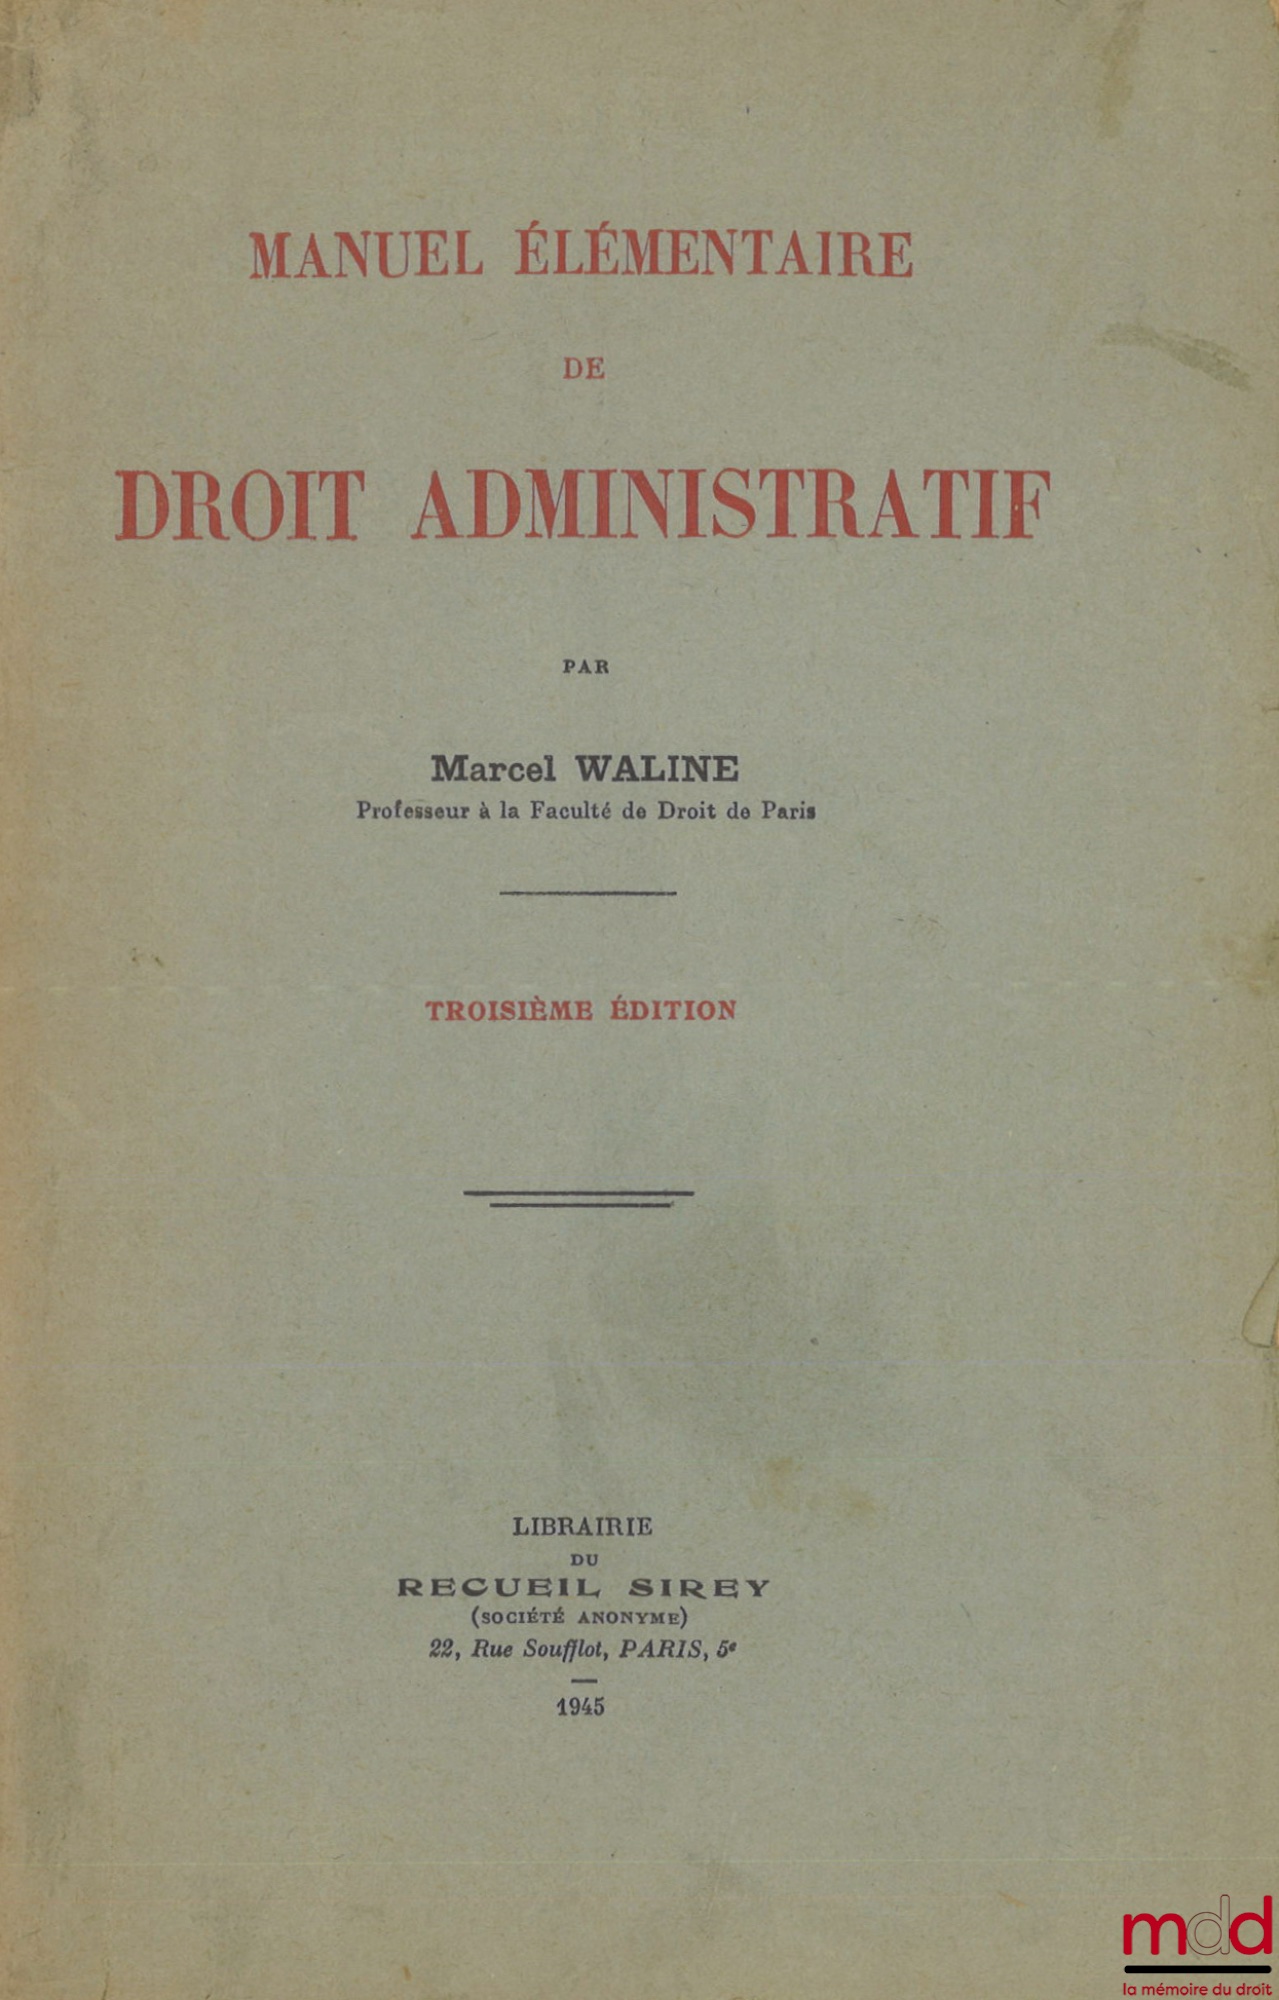 MANUEL ÉLÉMENTAIRE
DE
DROIT ADMINISTRATIF
PAR
Marcel WALINE
Professeur à la Faculté de Droit de Paris
TROISIÈME ÉDITION
LIBRAIRIE
DU
RECUEIL SIREY
(SOCIÉTÉ ANONYME)
22, Rue Soufflot, PARIS, 5e
1945
mdd
la mémoire du droit